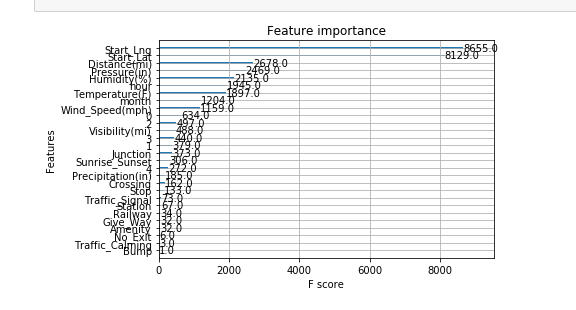 Feature importance
Start_Lng 8655.0
Start_Lat 8129.0
Distance(mi) 2678.0
Pressure(in) 2469.0
Humidity(%) 2135.0
hour 1945.0
Temperature(F) 1897.0
month 1204.0
Wind_Speed(mph) 1159.0
0 634.0
2 497.0
Visibility(mi) 488.0
3 440.0
1 379.0
Junction 373.0
Sunrise_Sunset 306.0
4 272.0
Precipitation(in) 185.0
Crossing 162.0
Stop 133.0
Traffic_Signal 73.0
Station 67.0
Railway 34.0
Give_Way 32.0
Amenity 32.0
No_Exit 6.0
Traffic_Calming 3.0
Bump 1.0
Features
0 2000 4000 6000 8000
F score